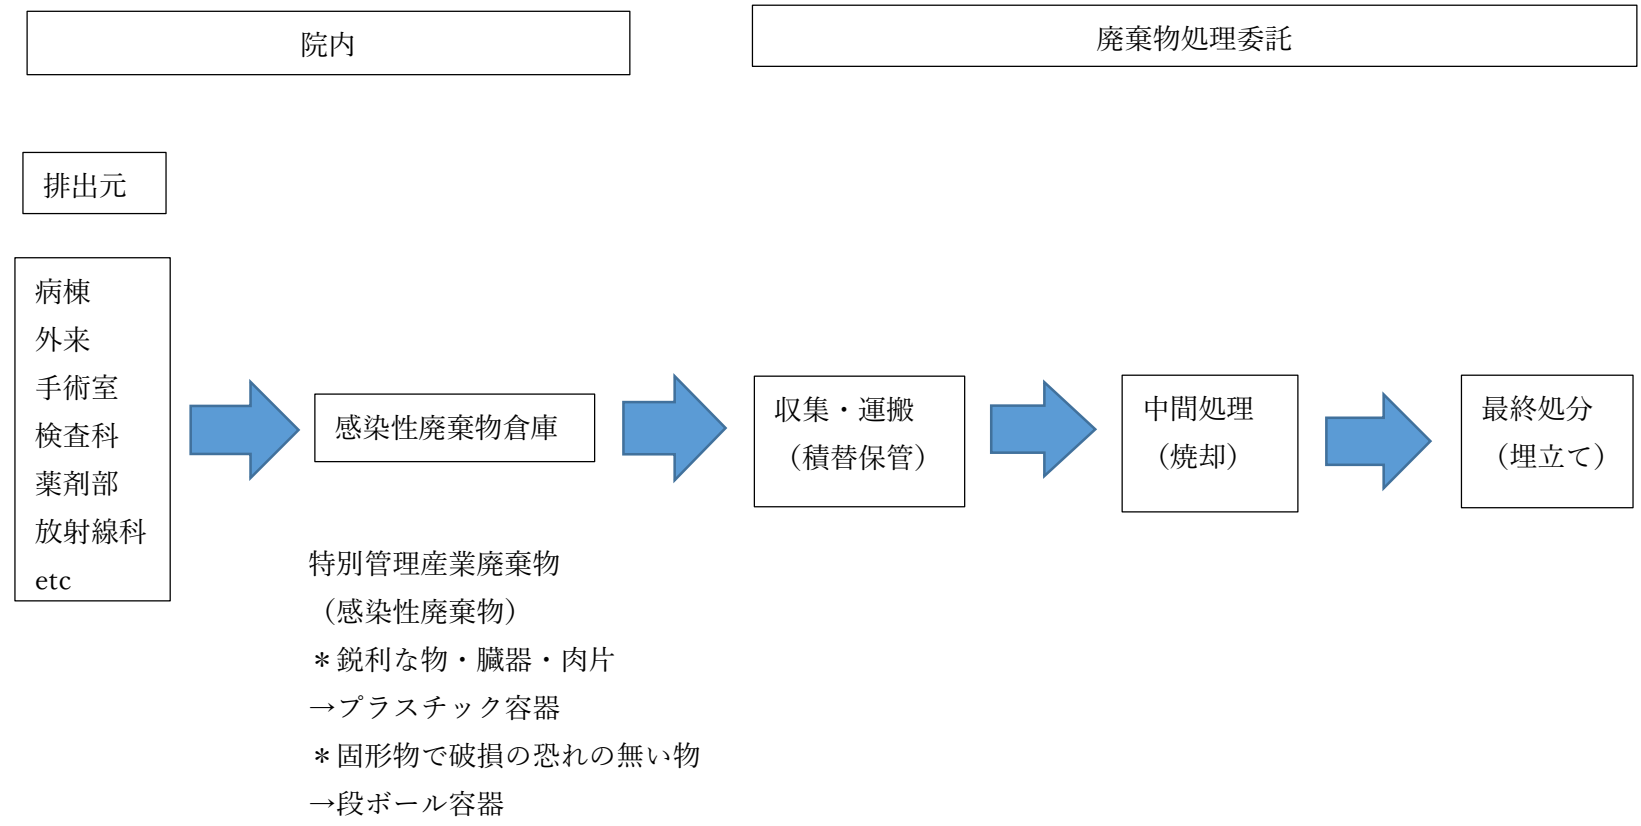 院内
廃棄物処理委託
排出元
病棟
外来
手術室
検査科
薬剤部
放射線科
etc
感染性廃棄物倉庫
収集・運搬
（積替保管）
中間処理
（焼却）
最終処分
（埋立て）
特別管理産業廃棄物
（感染性廃棄物）
＊鋭利な物・臓器・肉片
→プラスチック容器
＊固形物で破損の恐れの無い物
→段ボール容器